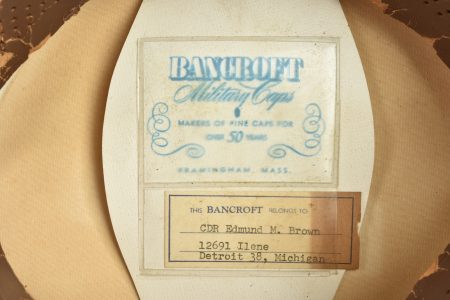 BANCROFT
Military Caps
MAKERS OF FINE CAPS FOR
OVER 50 YEARS
FRAMINGHAM, MASS.
THIS BANCROFT BELONGS TO
CDR Edmund M. Brown
12691 Ilene
Detroit 38, Michigan